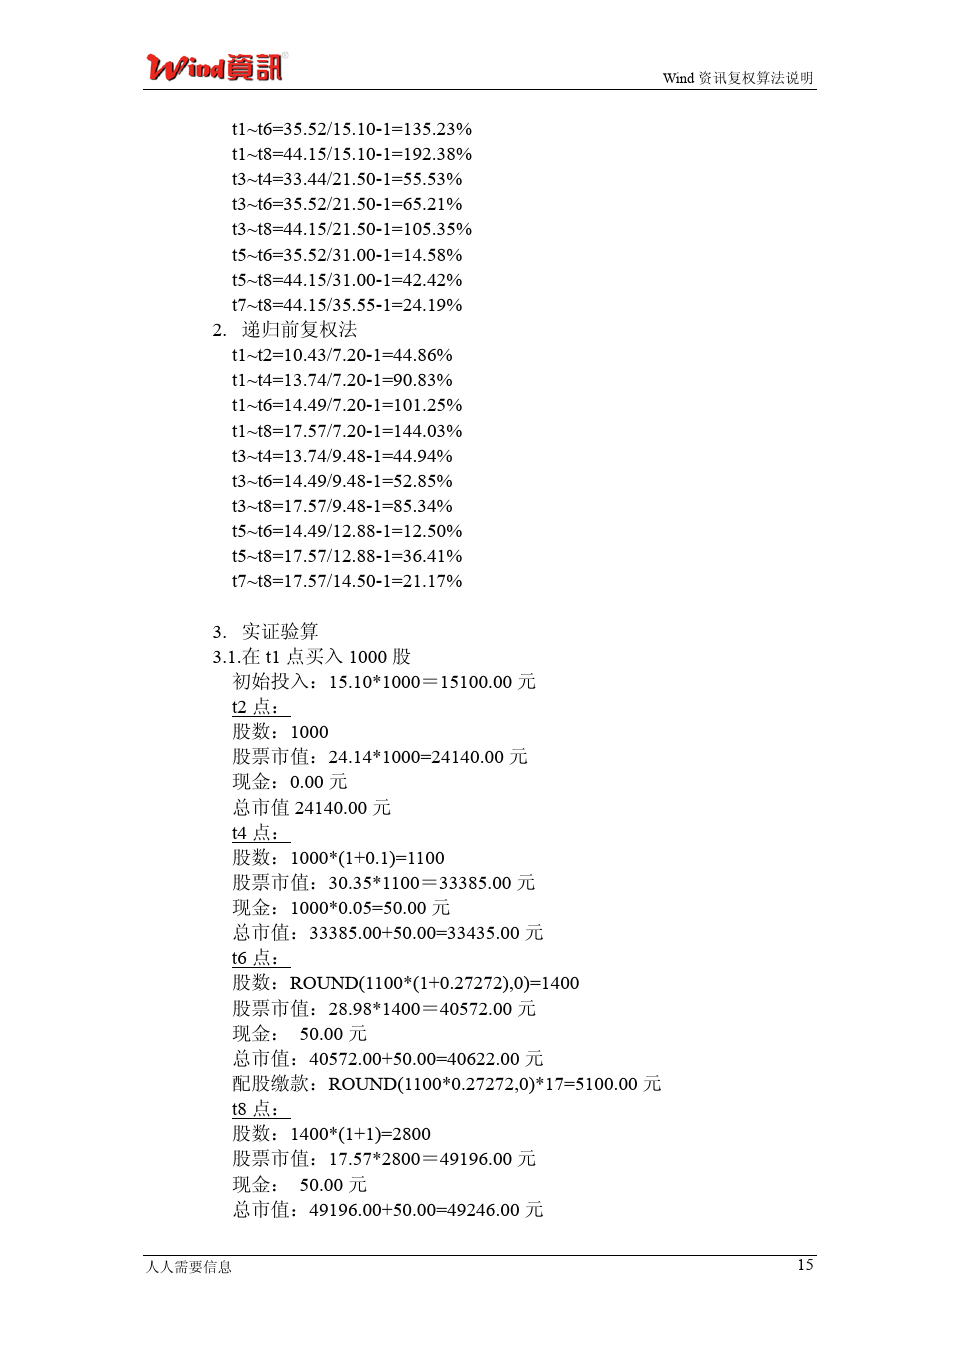 Wind資訊®
Wind 资讯复权算法说明
t1~t6=35.52/15.10-1=135.23%
t1~t8=44.15/15.10-1=192.38%
t3~t4=33.44/21.50-1=55.53%
t3~t6=35.52/21.50-1=65.21%
t3~t8=44.15/21.50-1=105.35%
t5~t6=35.52/31.00-1=14.58%
t5~t8=44.15/31.00-1=42.42%
t7~t8=44.15/35.55-1=24.19%
2. 递归前复权法
t1~t2=10.43/7.20-1=44.86%
t1~t4=13.74/7.20-1=90.83%
t1~t6=14.49/7.20-1=101.25%
t1~t8=17.57/7.20-1=144.03%
t3~t4=13.74/9.48-1=44.94%
t3~t6=14.49/9.48-1=52.85%
t3~t8=17.57/9.48-1=85.34%
t5~t6=14.49/12.88-1=12.50%
t5~t8=17.57/12.88-1=36.41%
t7~t8=17.57/14.50-1=21.17%
3. 实证验算
3.1.在 t1 点买入 1000 股
初始投入：15.10*1000＝15100.00 元
t2 点：
股数：1000
股票市值：24.14*1000=24140.00 元
现金：0.00 元
总市值 24140.00 元
t4 点：
股数：1000*(1+0.1)=1100
股票市值：30.35*1100＝33385.00 元
现金：1000*0.05=50.00 元
总市值：33385.00+50.00=33435.00 元
t6 点：
股数：ROUND(1100*(1+0.27272),0)=1400
股票市值：28.98*1400＝40572.00 元
现金： 50.00 元
总市值：40572.00+50.00=40622.00 元
配股缴款：ROUND(1100*0.27272,0)*17=5100.00 元
t8 点：
股数：1400*(1+1)=2800
股票市值：17.57*2800＝49196.00 元
现金： 50.00 元
总市值：49196.00+50.00=49246.00 元
人人需要信息
15